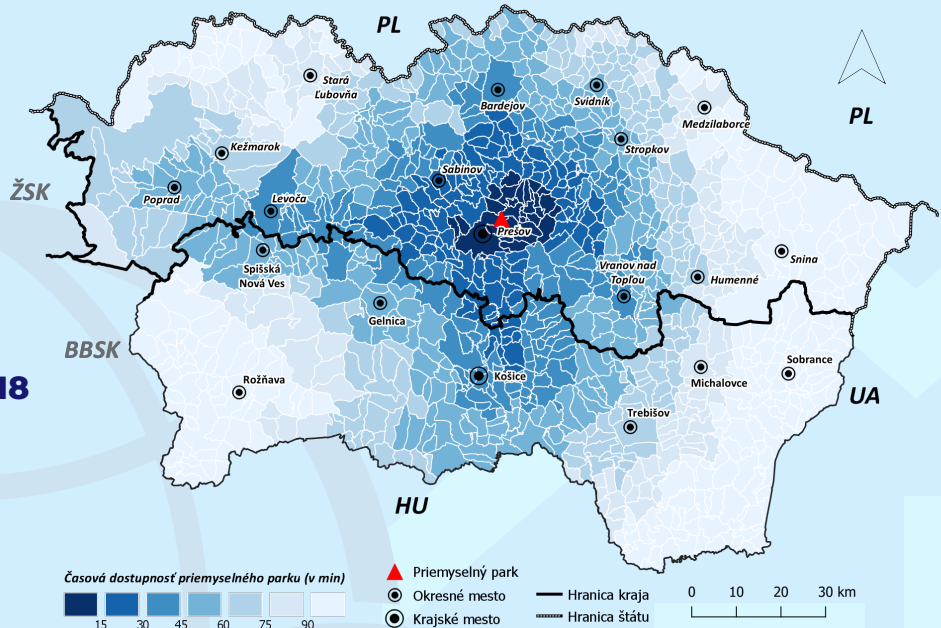 PL
Stará
Ľubovňa
Bardejov
Svidník
Medzilaborce
PL
Kežmarok
Stropkov
Sabinov
ŽSK
Poprad
Levoča
Prešov
Spišská
Nová Ves
Vranov nad
Topľou
Snina
Humenné
Gelnica
BBSK
Sobrance
Rožňava
Košice
Michalovce
UA
18
Trebišov
HU
Časová dostupnosť priemyselného parku (v min)
15 30 45 60 75 90
Priemyselný park
Okresné mesto
Krajské mesto
Hranica kraja
Hranica štátu
0 10 20 30 km